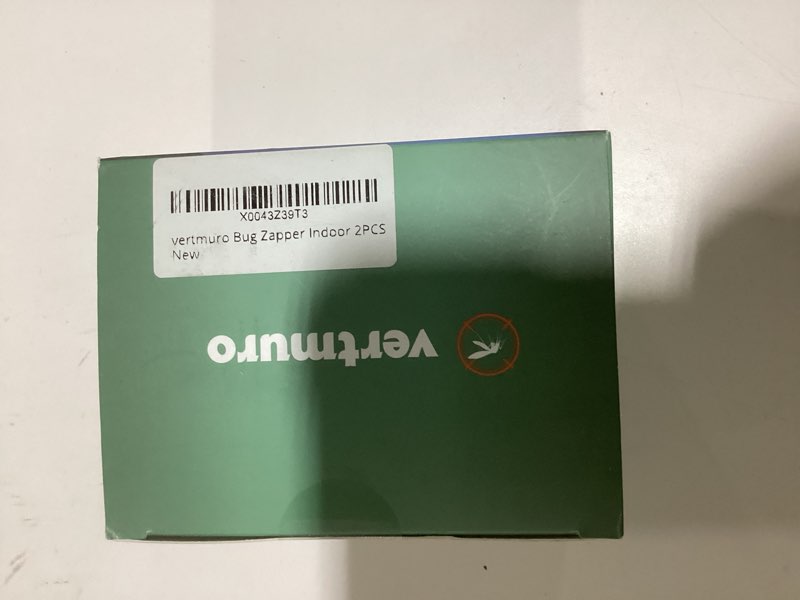 X0043Z39T3
vertmuro Bug Zapper Indoor 2PCS
New
vertmuro